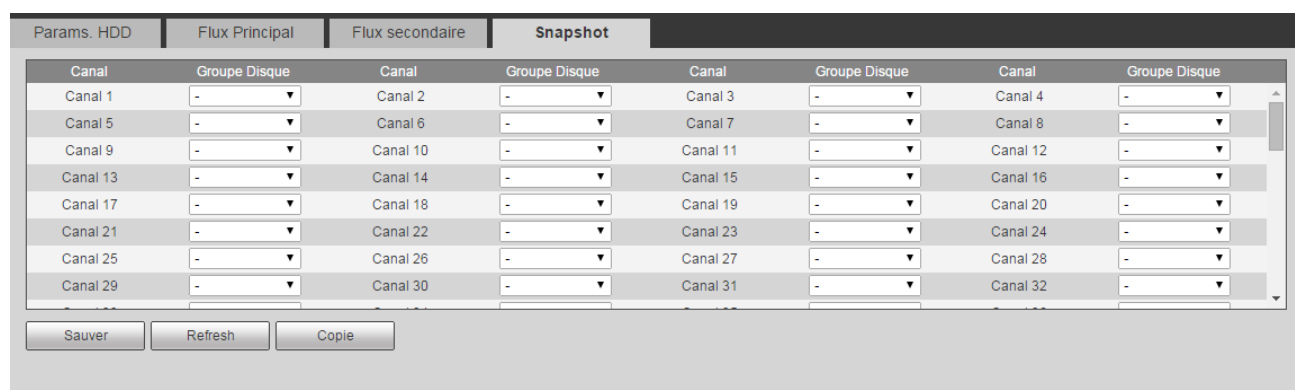 Params. HDD Flux Principal Flux secondaire Snapshot
Canal Groupe Disque Canal Groupe Disque Canal Groupe Disque Canal Groupe Disque
Canal 1 - Canal 2 - Canal 3 - Canal 4 -
Canal 5 - Canal 6 - Canal 7 - Canal 8 -
Canal 9 - Canal 10 - Canal 11 - Canal 12 -
Canal 13 - Canal 14 - Canal 15 - Canal 16 -
Canal 17 - Canal 18 - Canal 19 - Canal 20 -
Canal 21 - Canal 22 - Canal 23 - Canal 24 -
Canal 25 - Canal 26 - Canal 27 - Canal 28 -
Canal 29 - Canal 30 - Canal 31 - Canal 32 -
Sauver Refresh Copie